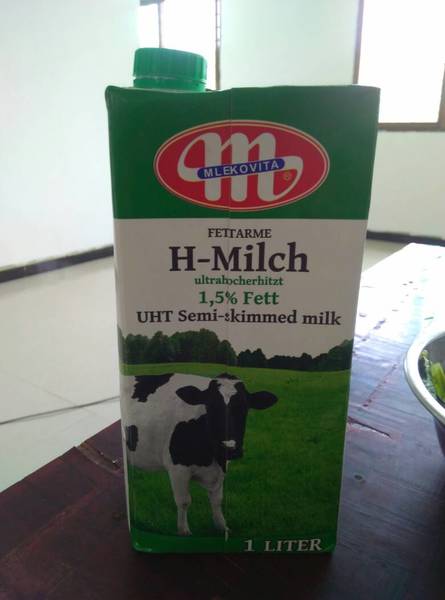 m
MLEKOVITA
®
FETTARME
H-Milch
ultrahocherhitzt
1,5% Fett
UHT Semi-skimmed milk
1 LITER